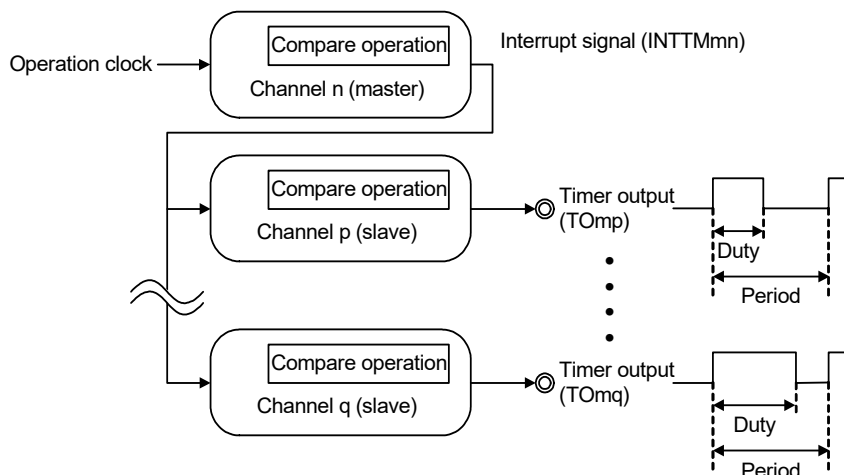 Compare operation
Interrupt signal (INTTMmn)
Operation clock
Channel n (master)
Compare operation
Channel p (slave)
Timer output
(TOmp)
Duty
Period
Compare operation
Channel q (slave)
Timer output
(TOmq)
Duty
Period